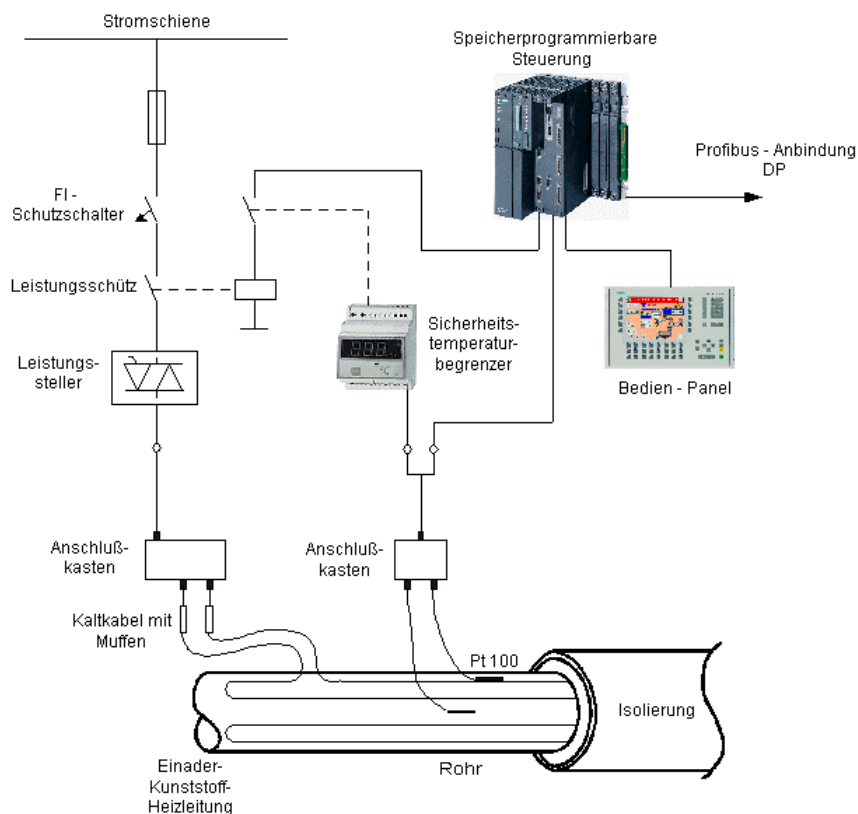 Stromschiene
Speicherprogrammierbare
Steuerung
Profibus - Anbindung
DP
FI -
Schutzschalter
Leistungsschütz
Sicherheits-
temperatur-
begrenzer
°C
Leistungs-
steller
Bedien - Panel
Anschluß-
kasten
Anschluß-
kasten
Kaltkabel mit
Muffen
Pt 100
Isolierung
Einader-
Kunststoff-
Heizleitung
Rohr